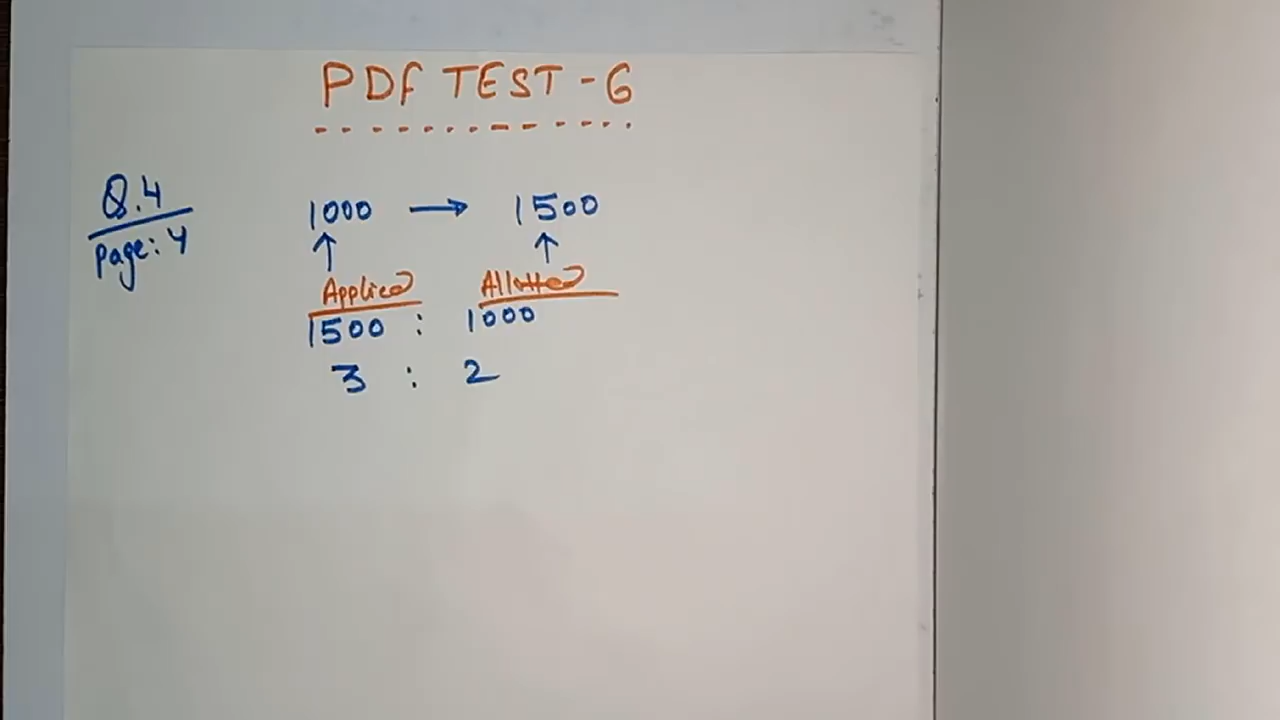 PDF TEST - 6
Q.4
Page: 4
1000 → 1500
↑ ↑
Applied Allotted
1500 : 1000
3 : 2